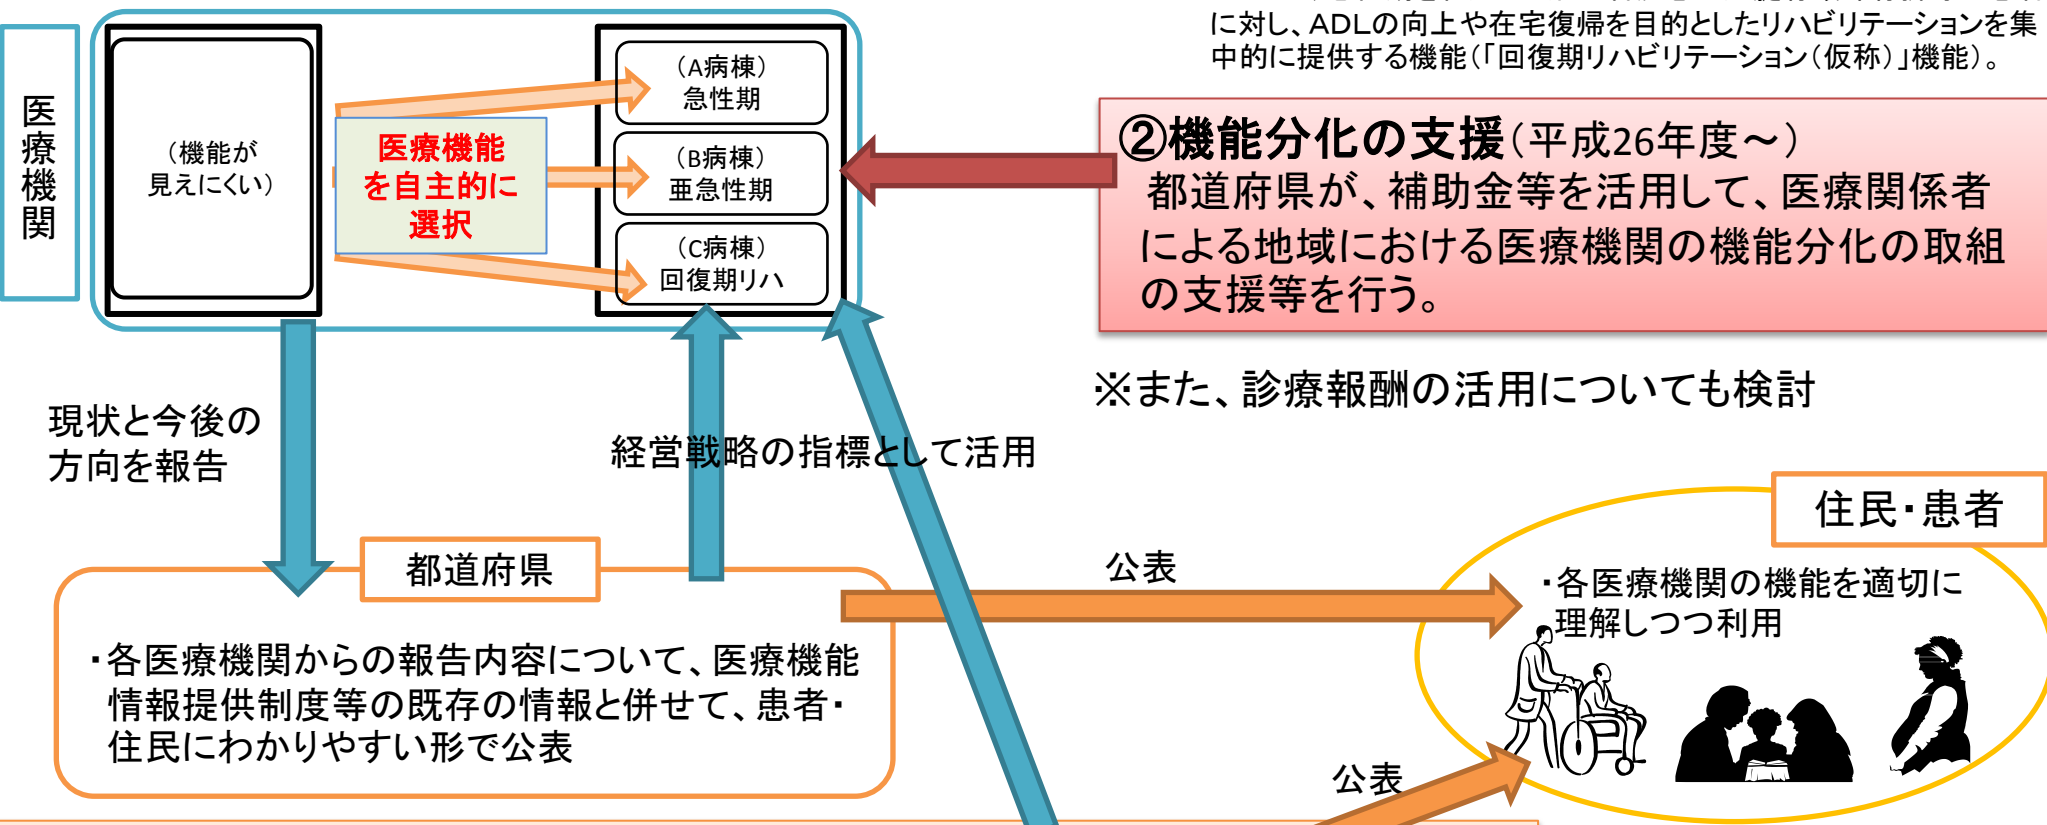 に対し、ADLの向上や在宅復帰を目的としたリハビリテーションを集
中的に提供する機能(「回復期リハビリテーション(仮称)」機能)。
医療機関
(機能が
見えにくい)
医療機能
を自主的に
選択
(A病棟)
急性期
(B病棟)
亜急性期
(C病棟)
回復期リハ
②機能分化の支援(平成26年度~)
都道府県が、補助金等を活用して、医療関係者
による地域における医療機関の機能分化の取組
の支援等を行う。
※また、診療報酬の活用についても検討
現状と今後の
方向を報告
経営戦略の指標として活用
住民・患者
都道府県
公表
・各医療機関の機能を適切に
理解しつつ利用
・各医療機関からの報告内容について、医療機能
情報提供制度等の既存の情報と併せて、患者・
住民にわかりやすい形で公表
公表